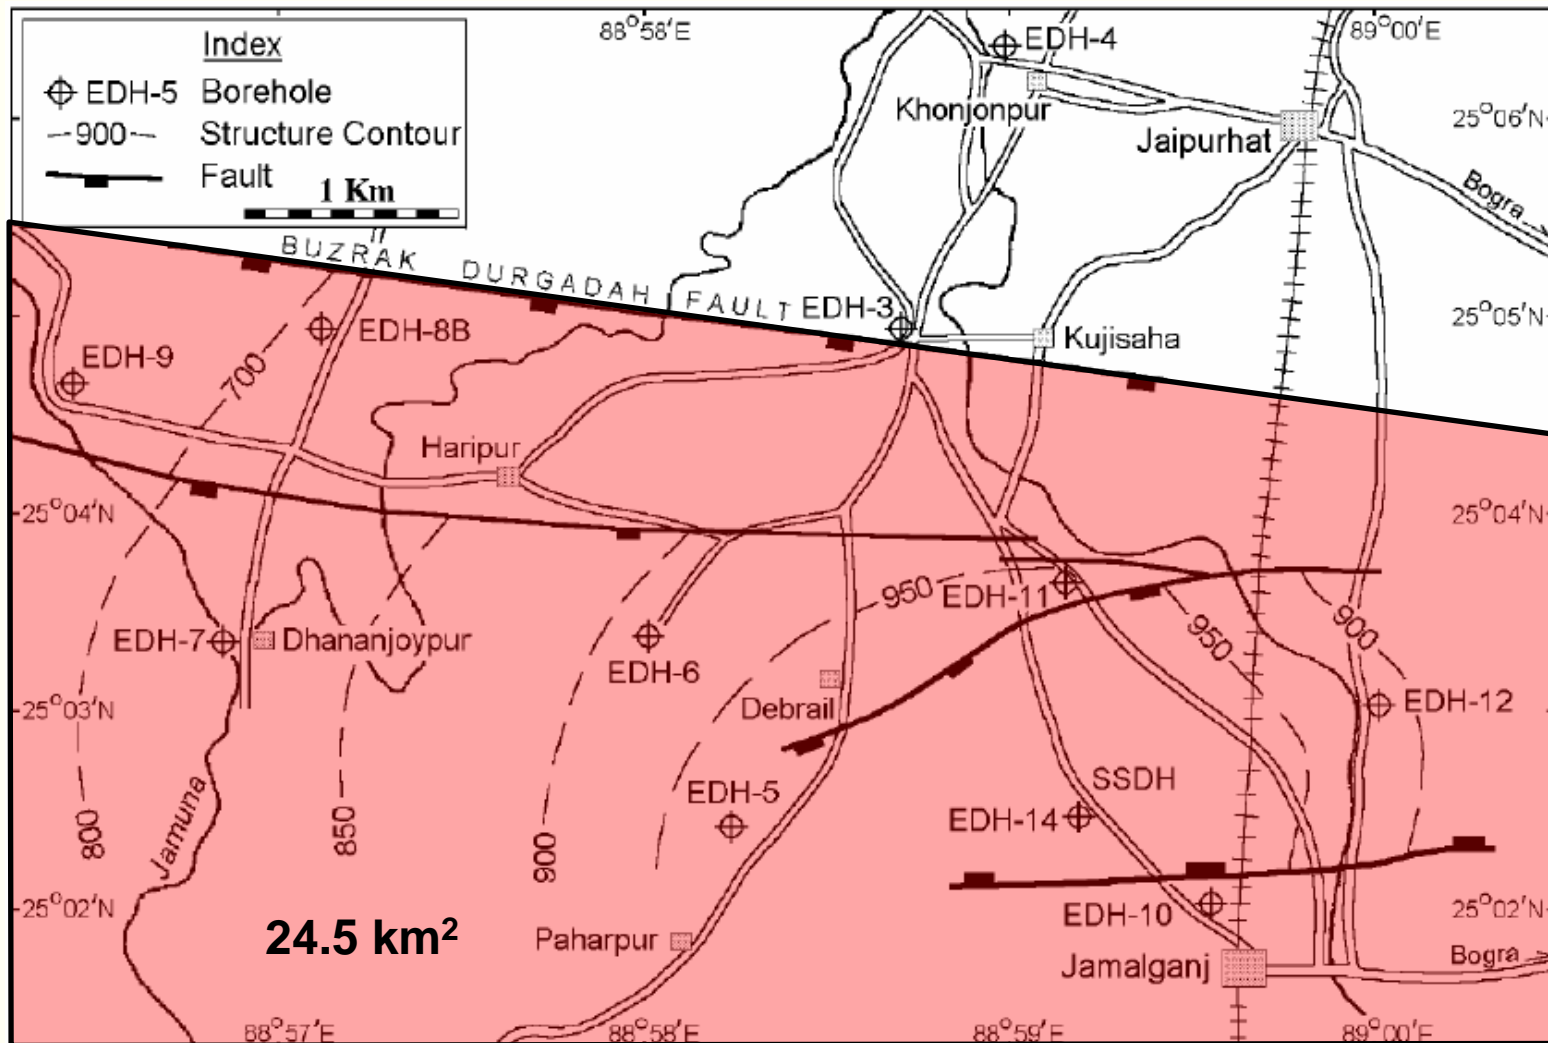 Index
EDH-5 Borehole
900 Structure Contour
Fault 1 Km
88°58′E
89°00′E
EDH-4
Khonjonpur
Jaipurhat
25°06′N
Bogra
BUZRAK DURGADAH FAULT
EDH-3
25°05′N
Kujisaha
EDH-8B
EDH-9
700
Haripur
25°04′N
25°04′N
950
EDH-11
950
900
EDH-7
Dhananjoypur
EDH-6
Debrail
25°03′N
EDH-12
800
Jamuna
850
900
EDH-5
SSDH
EDH-14
25°02′N
25°02′N
24.5 km²
EDH-10
Paharpur
Jamalganj
Bogra
88°57′E
88°58′E
88°59′E
89°00′E